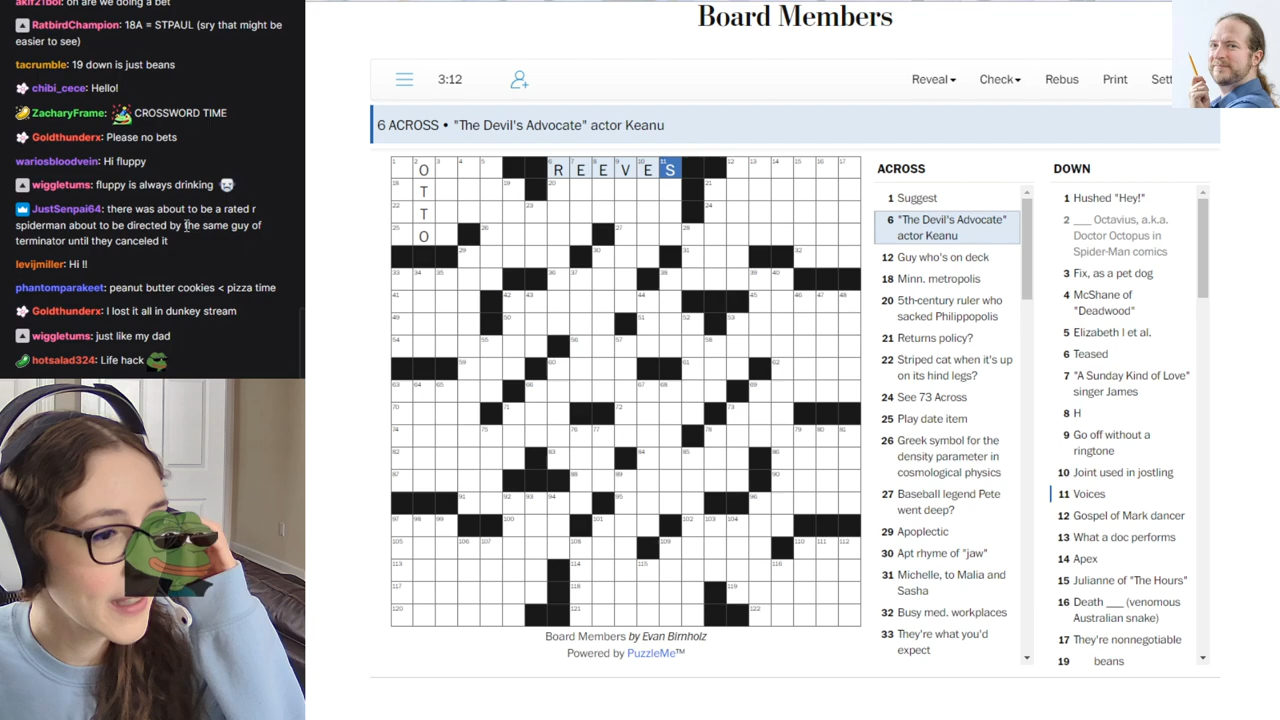 akif21bol: oh are we doing a bet
RatbirdChampion: 18A = STPAUL (sry that might be
easier to see)
tacrumble: 19 down is just beans
chibi_cece: Hello!
ZacharyFrame: CROSSWORD TIME
Goldthunderx: Please no bets
wariosbloodvein: Hi fluppy
wiggletums: fluppy is always drinking
JustSenpai64: there was about to be a rated r
spiderman about to be directed by the same guy of
terminator until they canceled it
levijmiller: Hi !!
phantomparakeet: peanut butter cookies < pizza time
Goldthunderx: I lost it all in dunkey stream
wiggletums: just like my dad
hotsalad324: Life hack
Board Members
3:12
Reveal
Check
Rebus
Print
Sett
6 ACROSS • "The Devil's Advocate" actor Keanu
O
T
T
O
R E E V E S
Board Members by Evan Birnholz
Powered by PuzzleMe™
ACROSS
1 Suggest
6 "The Devil's Advocate"
actor Keanu
12 Guy who's on deck
18 Minn. metropolis
20 5th-century ruler who
sacked Philippopolis
21 Returns policy?
22 Striped cat when it's up
on its hind legs?
24 See 73 Across
25 Play date item
26 Greek symbol for the
density parameter in
cosmological physics
27 Baseball legend Pete
went deep?
29 Apoplectic
30 Apt rhyme of "jaw"
31 Michelle, to Malia and
Sasha
32 Busy med. workplaces
33 They're what you'd
expect
DOWN
1 Hushed "Hey!"
2 ___ Octavius, a.k.a.
Doctor Octopus in
Spider-Man comics
3 Fix, as a pet dog
4 McShane of
"Deadwood"
5 Elizabeth I et al.
6 Teased
7 "A Sunday Kind of Love"
singer James
8 H
9 Go off without a
ringtone
10 Joint used in jostling
11 Voices
12 Gospel of Mark dancer
13 What a doc performs
14 Apex
15 Julianne of "The Hours"
16 Death ___ (venomous
Australian snake)
17 They're nonnegotiable
19 beans